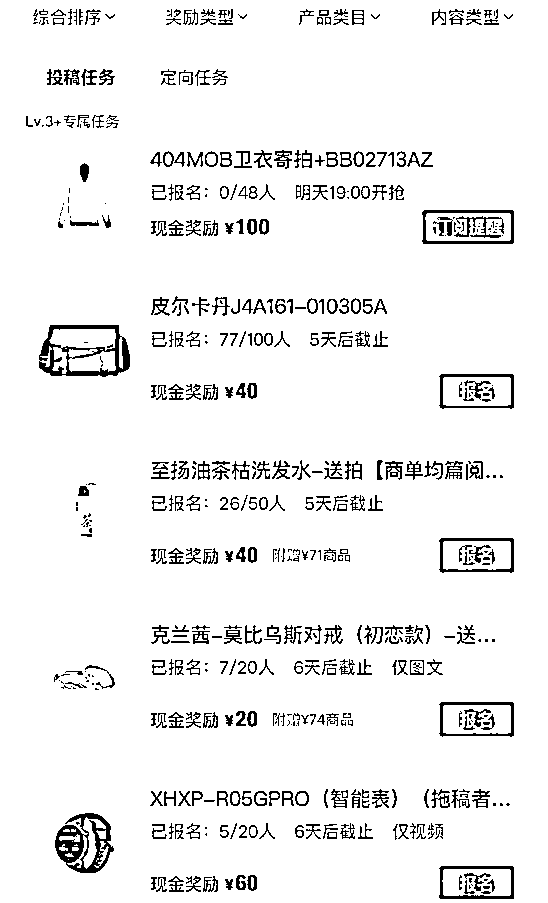 综合排序 奖励类型 产品类目 内容类型
投稿任务 定向任务
Lv.3+专属任务
404MOB卫衣寄拍+BB02713AZ
已报名：0/48人 明天19:00开抢
现金奖励 ¥100 订阅提醒
皮尔卡丹J4A161-010305A
已报名：77/100人 5天后截止
现金奖励 ¥40 报名
至扬油茶枯洗发水-送拍【商单均篇阅...
已报名：26/50人 5天后截止
茶
现金奖励 ¥40 附赠¥71商品 报名
克兰茜-莫比乌斯对戒（初恋款）-送...
已报名：7/20人 6天后截止 仅图文
现金奖励 ¥20 附赠¥74商品 报名
XHXP-R05GPRO（智能表）（拖稿者...
已报名：5/20人 6天后截止 仅视频
现金奖励 ¥60 报名